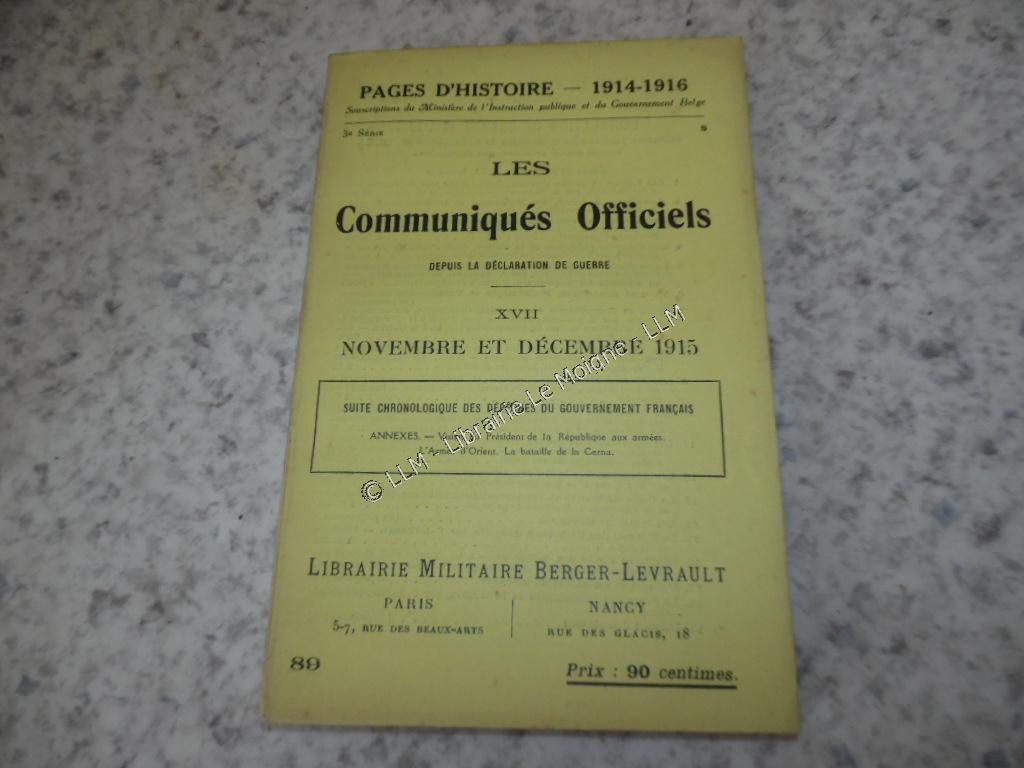 PAGES D'HISTOIRE — 1914-1916
Souscriptions du Ministère de l'Instruction publique et du Gouvernement Belge
3e SÉRIE
LES
Communiqués Officiels
DEPUIS LA DÉCLARATION DE GUERRE
XVII
NOVEMBRE ET DÉCEMBRE 1915
SUITE CHRONOLOGIQUE DES DÉPÊCHES DU GOUVERNEMENT FRANÇAIS
ANNEXES. — Visite du Président de la République aux armées.
L'Armée d'Orient. La bataille de la Cerna.
© LLM - Librairie Le Moigne - LLM
LIBRAIRIE MILITAIRE BERGER-LEVRAULT
PARIS
5-7, RUE DES BEAUX-ARTS
NANCY
RUE DES GLACIS, 18
89
Prix : 90 centimes.